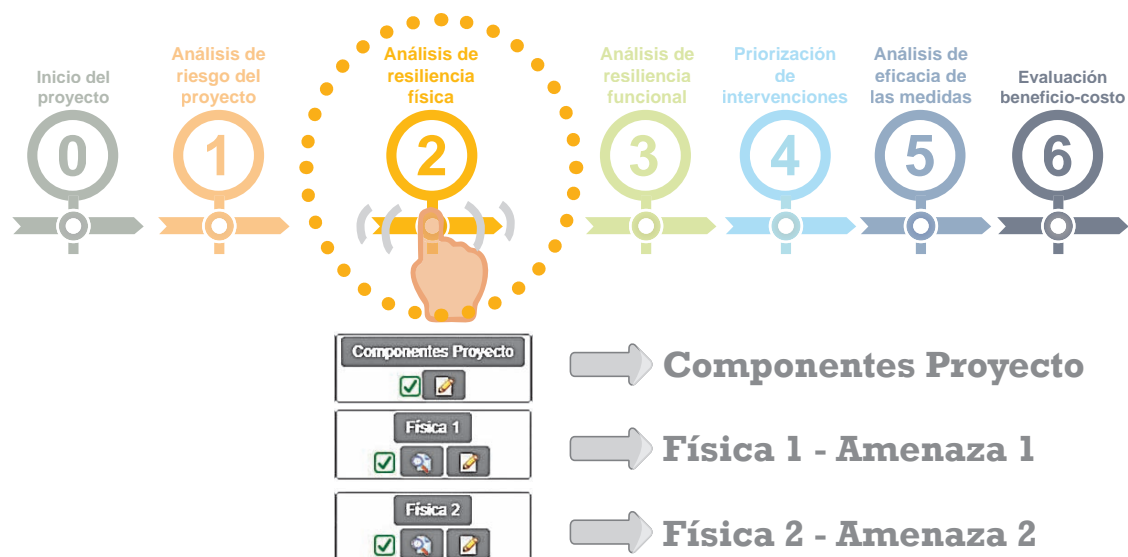 Inicio del
proyecto
0
Análisis de
riesgo del
proyecto
1
Análisis de
resiliencia
física
2
Análisis de
resiliencia
funcional
3
Priorización
de
intervenciones
4
Análisis de
eficacia de
las medidas
5
Evaluación
beneficio-costo
6
Componentes Proyecto
Componentes Proyecto
Física 1
Física 1 - Amenaza 1
Física 2
Física 2 - Amenaza 2